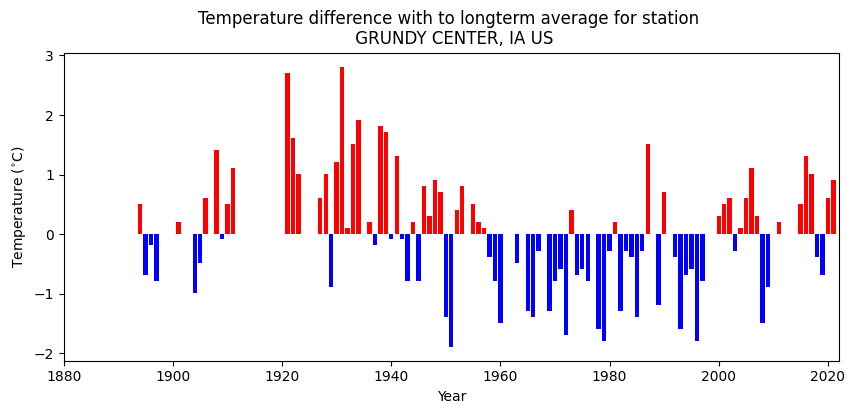 Temperature difference with to longterm average for station
GRUNDY CENTER, IA US
3
2
1
0
−1
−2
Temperature (°C)
1880 1900 1920 1940 1960 1980 2000 2020
Year